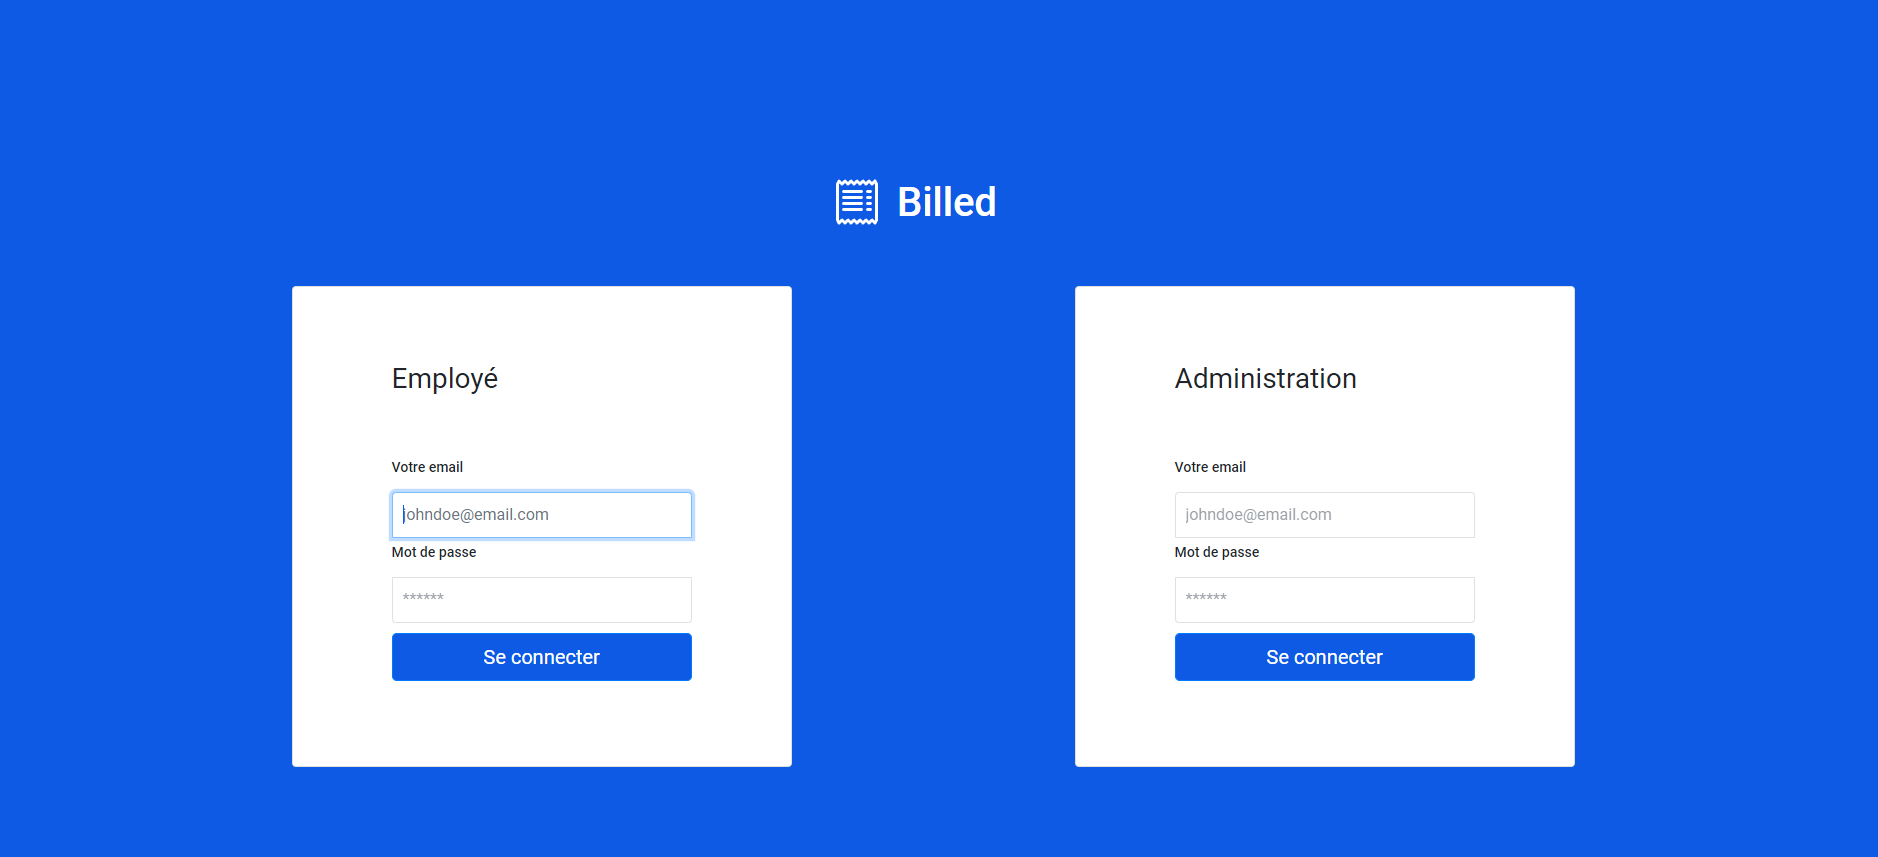 Billed
Employé
Votre email
johndoe@email.com
Mot de passe
******
Se connecter
Administration
Votre email
johndoe@email.com
Mot de passe
******
Se connecter